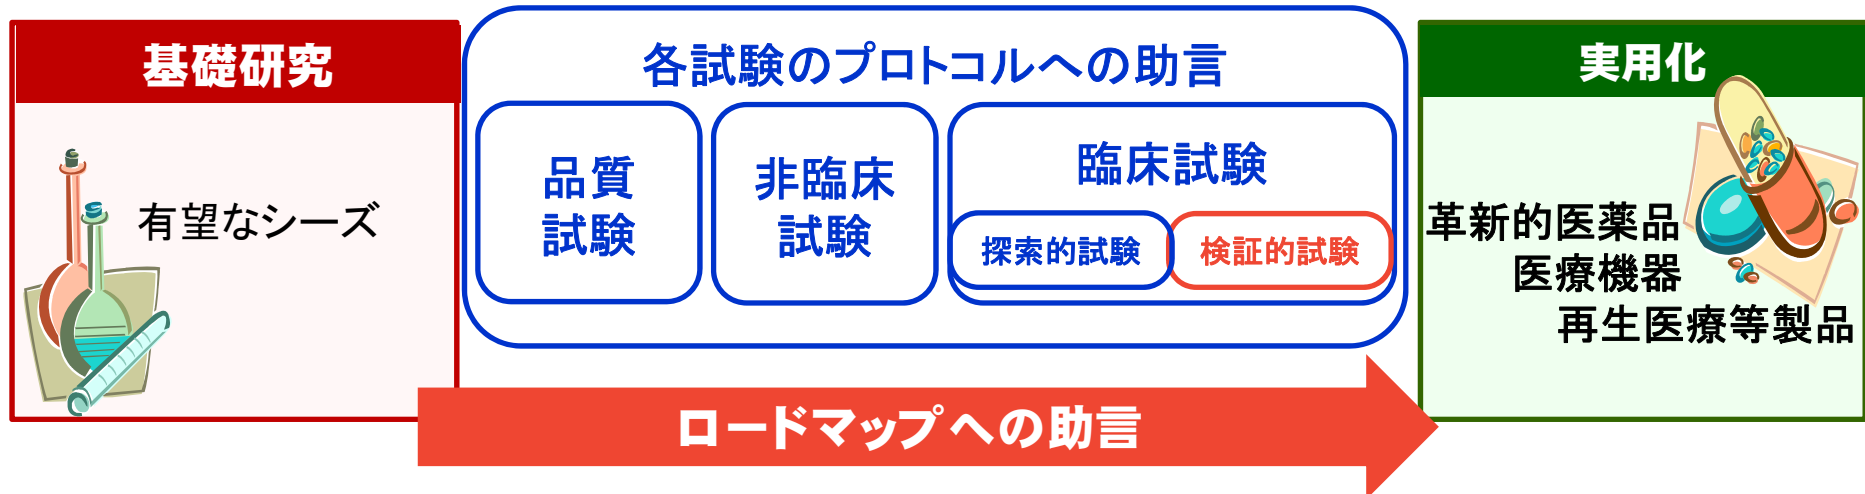 基礎研究
有望なシーズ
各試験のプロトコルへの助言
品質
試験
非臨床
試験
臨床試験
探索的試験
検証的試験
実用化
革新的医薬品
医療機器
再生医療等製品
ロードマップへの助言